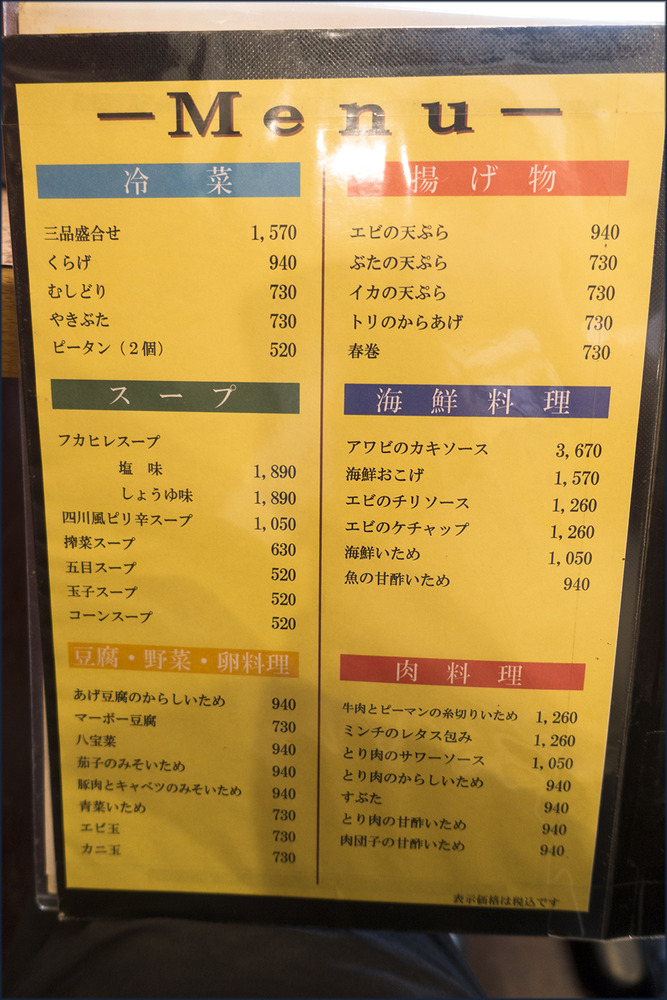 ーMenuー
冷菜
三品盛合せ 1,570
くらげ 940
むしどり 730
やきぶた 730
ピータン（2個） 520
スープ
フカヒレスープ
塩味 1,890
しょうゆ味 1,890
四川風ピリ辛スープ 1,050
搾菜スープ 630
五目スープ 520
玉子スープ 520
コーンスープ 520
豆腐・野菜・卵料理
あげ豆腐のからしいため 940
マーボー豆腐 730
八宝菜 940
茄子のみそいため 940
豚肉とキャベツのみそいため 940
青菜いため 730
エビ玉 730
カニ玉 730
揚げ物
エビの天ぷら 940
ぶたの天ぷら 730
イカの天ぷら 730
トリのからあげ 730
春巻 730
海鮮料理
アワビのカキソース 3,670
海鮮おこげ 1,570
エビのチリソース 1,260
エビのケチャップ 1,260
海鮮いため 1,050
魚の甘酢いため 940
肉料理
牛肉とピーマンの糸切りいため 1,260
ミンチのレタス包み 1,260
とり肉のサワーソース 1,050
とり肉のからしいため 940
すぶた 940
とり肉の甘酢いため 940
肉団子の甘酢いため 940
表示価格は税込です